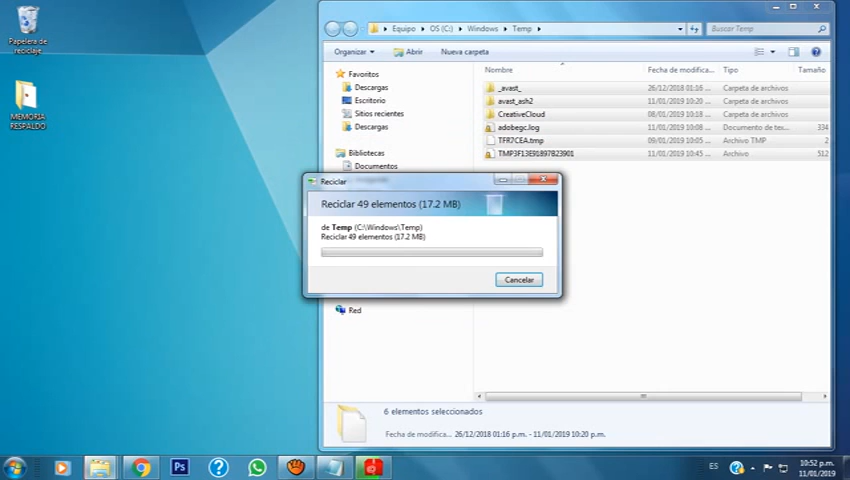 Papelera de
reciclaje
MEMORIA
RESPALDO
Equipo
OS (C:)
Windows
Temp
Buscar Temp
Organizar
Abrir
Nueva carpeta
Favoritos
Descargas
Escritorio
Sitios recientes
Descargas
Bibliotecas
Documentos
Red
Nombre
Fecha de modifica...
Tipo
Tamaño
_avast_
26/12/2018 01:16 ...
Carpeta de archivos
avast_ash2
11/01/2019 10:20 ...
Carpeta de archivos
CreativeCloud
08/01/2019 10:18 ...
Carpeta de archivos
adobegc.log
11/01/2019 10:08 ...
Documento de tex...
334
TFR7CEA.tmp
09/01/2019 10:45 ...
Archivo TMP
2
TMP3F13E91897B23901
11/01/2019 10:45 ...
Archivo
512
Reciclar
Reciclar 49 elementos (17.2 MB)
de Temp (C:\Windows\Temp)
Reciclar 49 elementos (17.2 MB)
Cancelar
6 elementos seleccionados
Fecha de modifica... 26/12/2018 01:16 p.m. - 11/01/2019 10:20 p.m.
Ps
ES
10:52 p.m.
11/01/2019